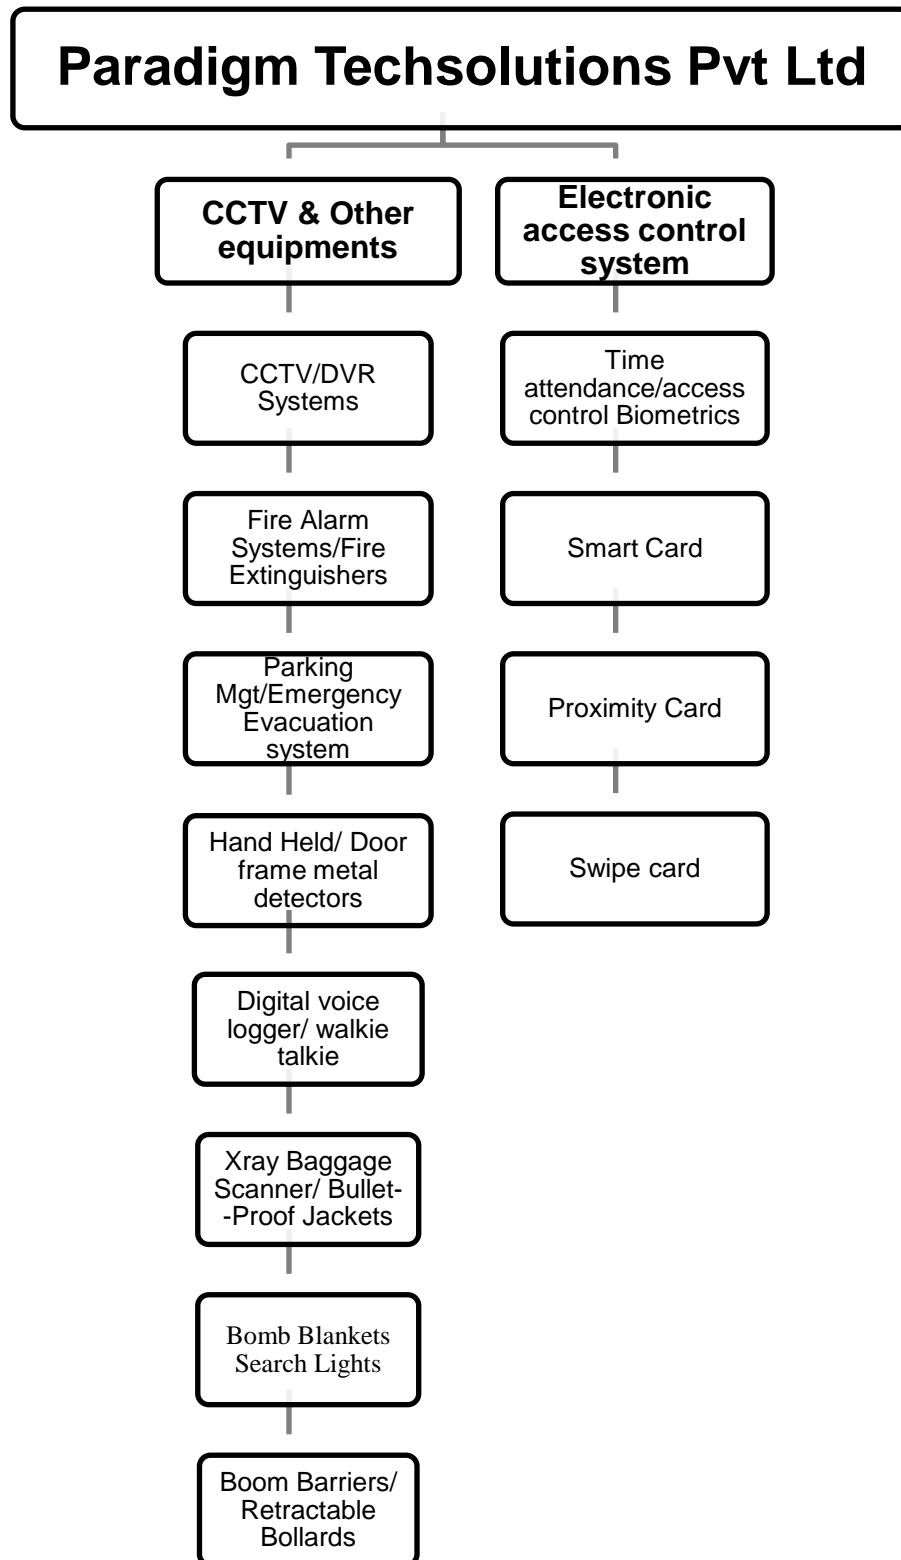 Paradigm Techsolutions Pvt Ltd
CCTV & Other
equipments
CCTV/DVR
Systems
Fire Alarm
Systems/Fire
Extinguishers
Parking
Mgt/Emergency
Evacuation
system
Hand Held/ Door
frame metal
detectors
Digital voice
logger/ walkie
talkie
Xray Baggage
Scanner/ Bullet-
-Proof Jackets
Bomb Blankets
Search Lights
Boom Barriers/
Retractable
Bollards
Electronic
access control
system
Time
attendance/access
control Biometrics
Smart Card
Proximity Card
Swipe card